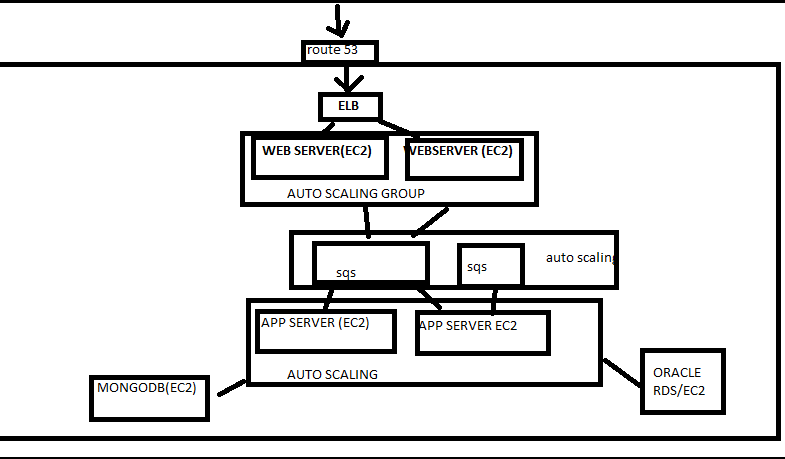 route 53
ELB
WEB SERVER(EC2)
WEBSERVER (EC2)
AUTO SCALING GROUP
sqs
sqs
auto scaling
APP SERVER (EC2)
APP SERVER EC2
AUTO SCALING
MONGODB(EC2)
ORACLE
RDS/EC2